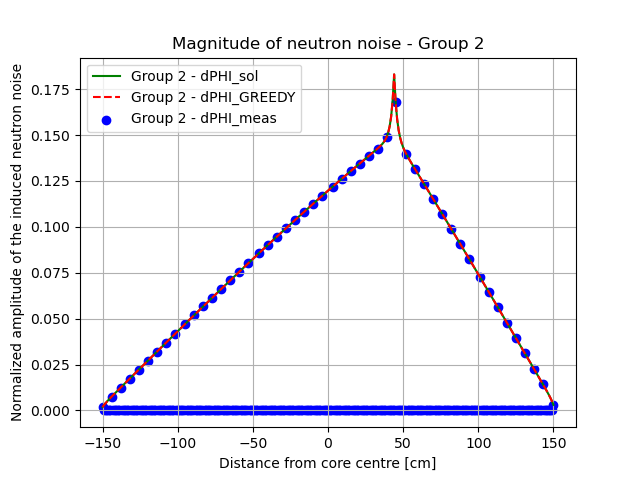 Magnitude of neutron noise - Group 2
Normalized amplitude of the induced neutron noise
0.175
0.150
0.125
0.100
0.075
0.050
0.025
0.000
Group 2 - dPHI_sol
Group 2 - dPHI_GREEDY
Group 2 - dPHI_meas
−150 −100 −50 0 50 100 150
Distance from core centre [cm]